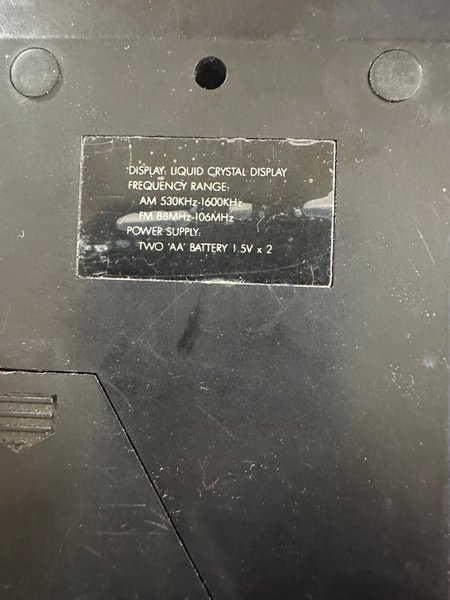 DISPLAY: LIQUID CRYSTAL DISPLAY
FREQUENCY RANGE:
AM 530KHz-1600KHz
FM 88MHz-106MHz
POWER SUPPLY:
TWO 'AA' BATTERY 1.5V x 2